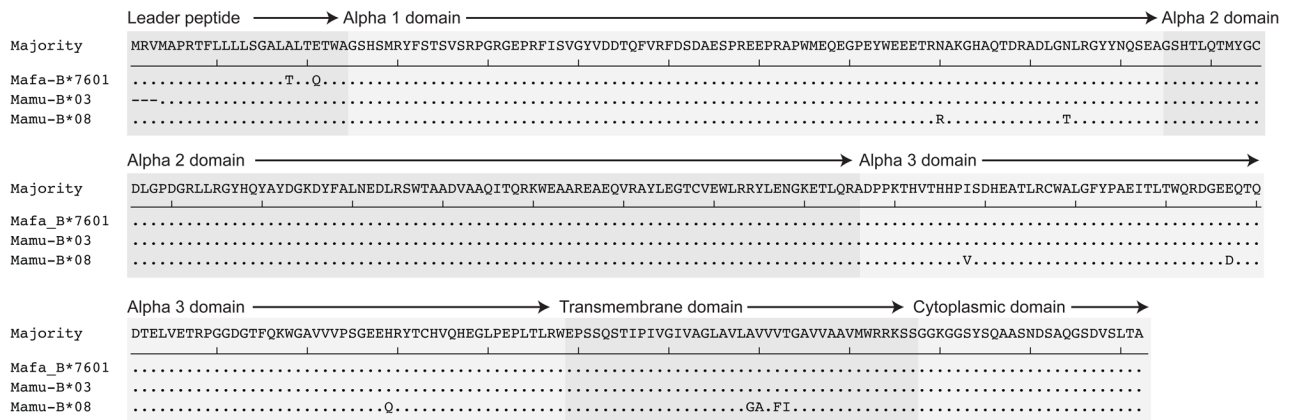 Leader peptide Alpha 1 domain Alpha 2 domain
Majority MRVMAPRTFLLLLSGALALTETWAGSHSMRYFSTSVSRPGRGEPRFISVGYVDDTQFVRFDSDAESPREEPRAPWMEQEGPEYWEEETRNAKGHAQTDRADLGNLRGYYNQSEAGSHTLQTMYGC
Mafa-B*7601 .................T..Q........................................................................................................
Mamu-B*03 ---..........................................................................................................................
Mamu-B*08 .........................................................................................R.............T.....................
Alpha 2 domain Alpha 3 domain
Majority DLGPDGRLLRGYHQYAYDGKDYFALNEDLRSWTAADVAAQITQRKWEAAREAEQVRAYLEGTCVEWLRRYLENGKETLQRADPPKTHVTHHPISDHEATLRCWALGFYPAEITLTWQRDGEEQTQ
Mafa_B*7601 .............................................................................................................................
Mamu-B*03 .............................................................................................................................
Mamu-B*08 ............................................................................................V............................D...
Alpha 3 domain Transmembrane domain Cytoplasmic domain
Majority DTELVETRPGGDGTFQKWGAVVVPSGEEHRYTCHVQHEGLPEPLTLRWEPSSQSTIPIVGIVAGLAVLAVVVTGAVVAAVMWRRKSSGGKGGSYSQAASNDSAQGSDVSLTA
Mafa_B*7601 ................................................................................................................
Mamu-B*03 ................................................................................................................
Mamu-B*08 ............................Q.......................................GA.FI.......................................